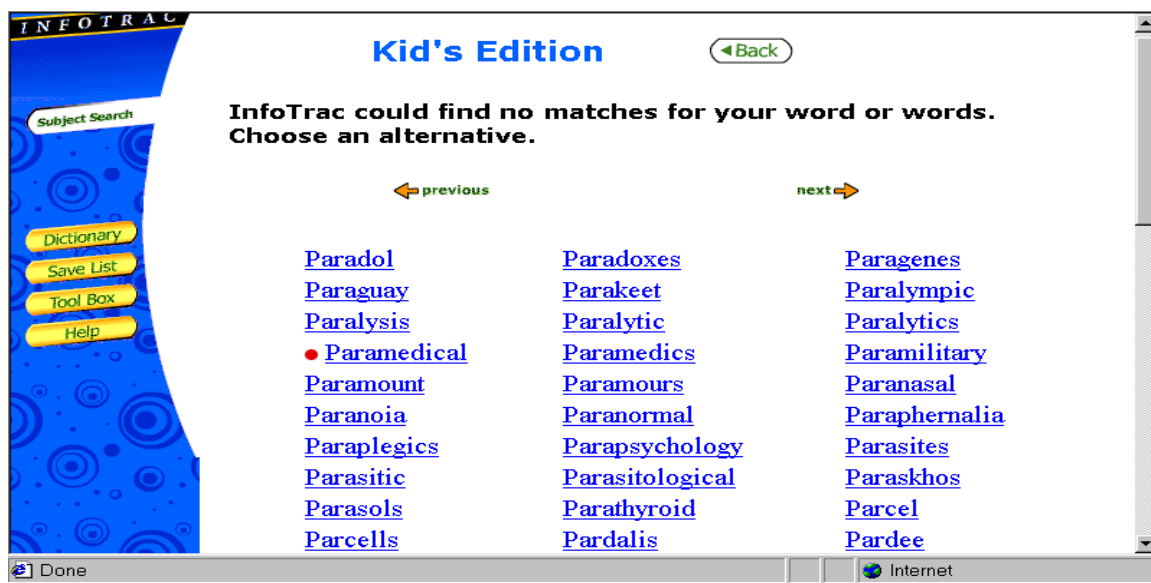 INFOTRAC
Kid's Edition
Back
Subject Search
InfoTrac could find no matches for your word or words.
Choose an alternative.
previous next
Dictionary
Save List
Tool Box
Help
Paradol Paradoxes Paragenes
Paraguay Parakeet Paralympic
Paralysis Paralytic Paralytics
Paramedical Paramedics Paramilitary
Paramount Paramours Paranasal
Paranoia Paranormal Paraphernalia
Paraplegics Parapsychology Parasites
Parasitic Parasitological Paraskhos
Parasols Parathyroid Parcel
Parcells Pardalis Pardee
Done Internet